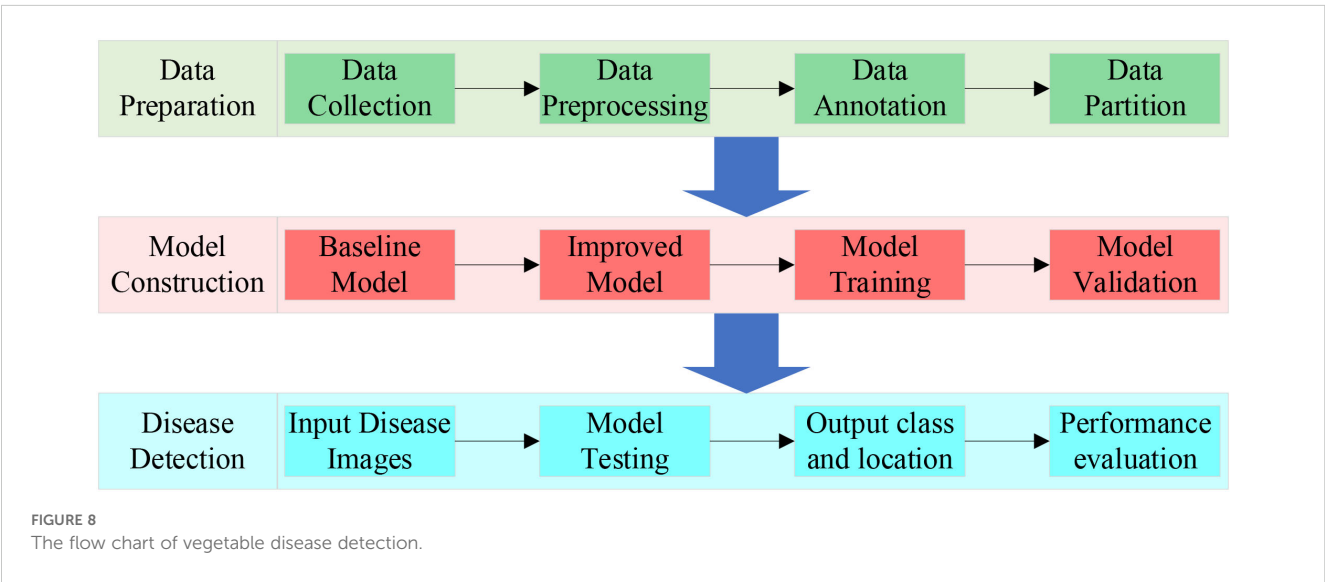 Data
Preparation
Data
Collection
Data
Preprocessing
Data
Annotation
Data
Partition
Model
Construction
Baseline
Model
Improved
Model
Model
Training
Model
Validation
Disease
Detection
Input Disease
Images
Model
Testing
Output class
and location
Performance
evaluation
FIGURE 8
The flow chart of vegetable disease detection.